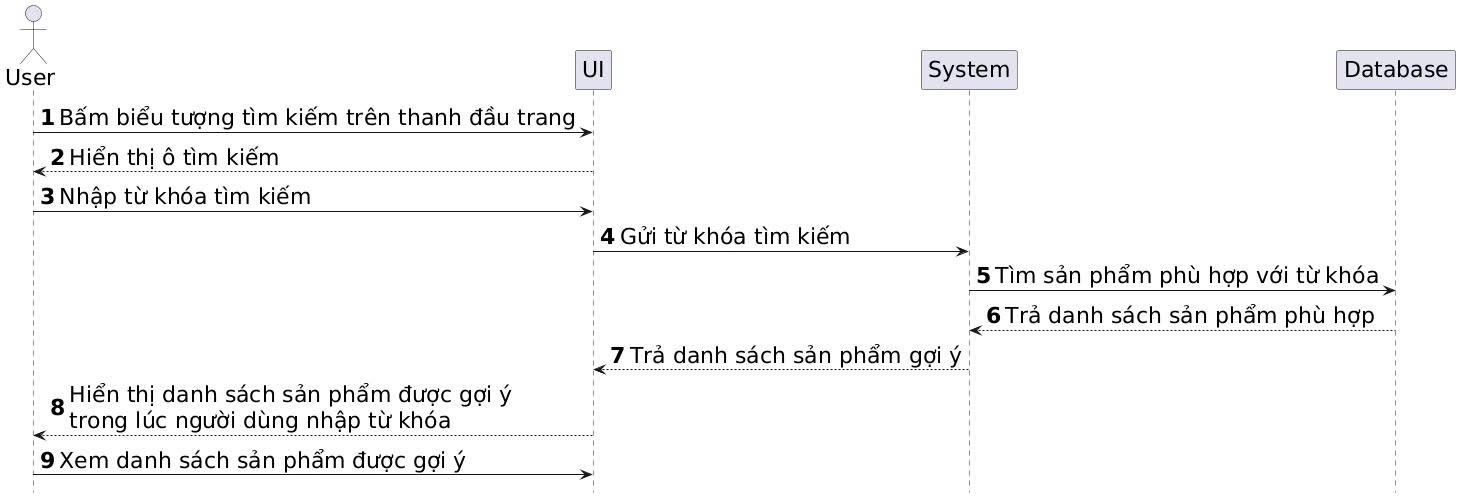 User
UI
System
Database
1 Bấm biểu tượng tìm kiếm trên thanh đầu trang
2 Hiển thị ô tìm kiếm
3 Nhập từ khóa tìm kiếm
4 Gửi từ khóa tìm kiếm
5 Tìm sản phẩm phù hợp với từ khóa
6 Trả danh sách sản phẩm phù hợp
7 Trả danh sách sản phẩm gợi ý
8 Hiển thị danh sách sản phẩm được gợi ý
trong lúc người dùng nhập từ khóa
9 Xem danh sách sản phẩm được gợi ý